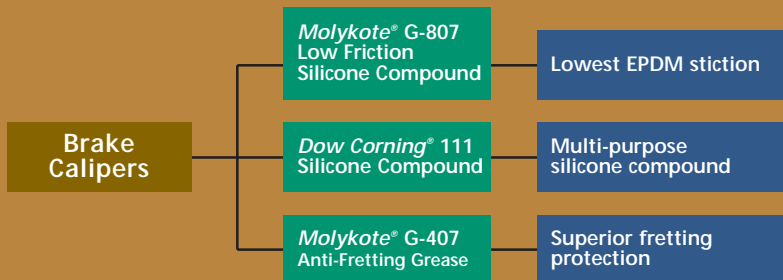 Brake
Calipers
Molykote® G-807
Low Friction
Silicone Compound
Lowest EPDM stiction
Dow Corning® 111
Silicone Compound
Multi-purpose
silicone compound
Molykote® G-407
Anti-Fretting Grease
Superior fretting
protection